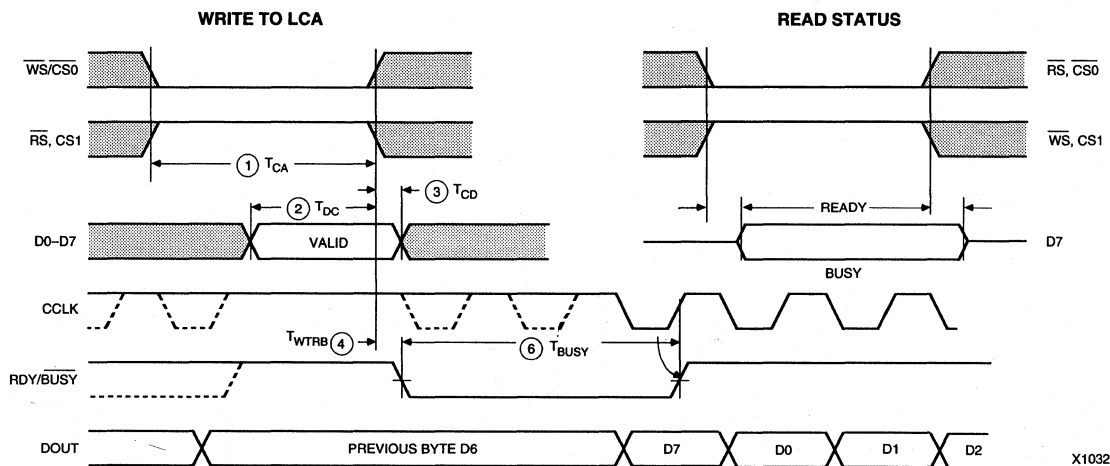 WRITE TO LCA
READ STATUS
WS/CS0
RS, CS0
RS, CS1
WS, CS1
1 TCA
3 TCD
2 TDC
READY
D0–D7
VALID
D7
BUSY
CCLK
TWTRB 4
6 TBUSY
RDY/BUSY
DOUT
PREVIOUS BYTE D6
D7
D0
D1
D2
X1032